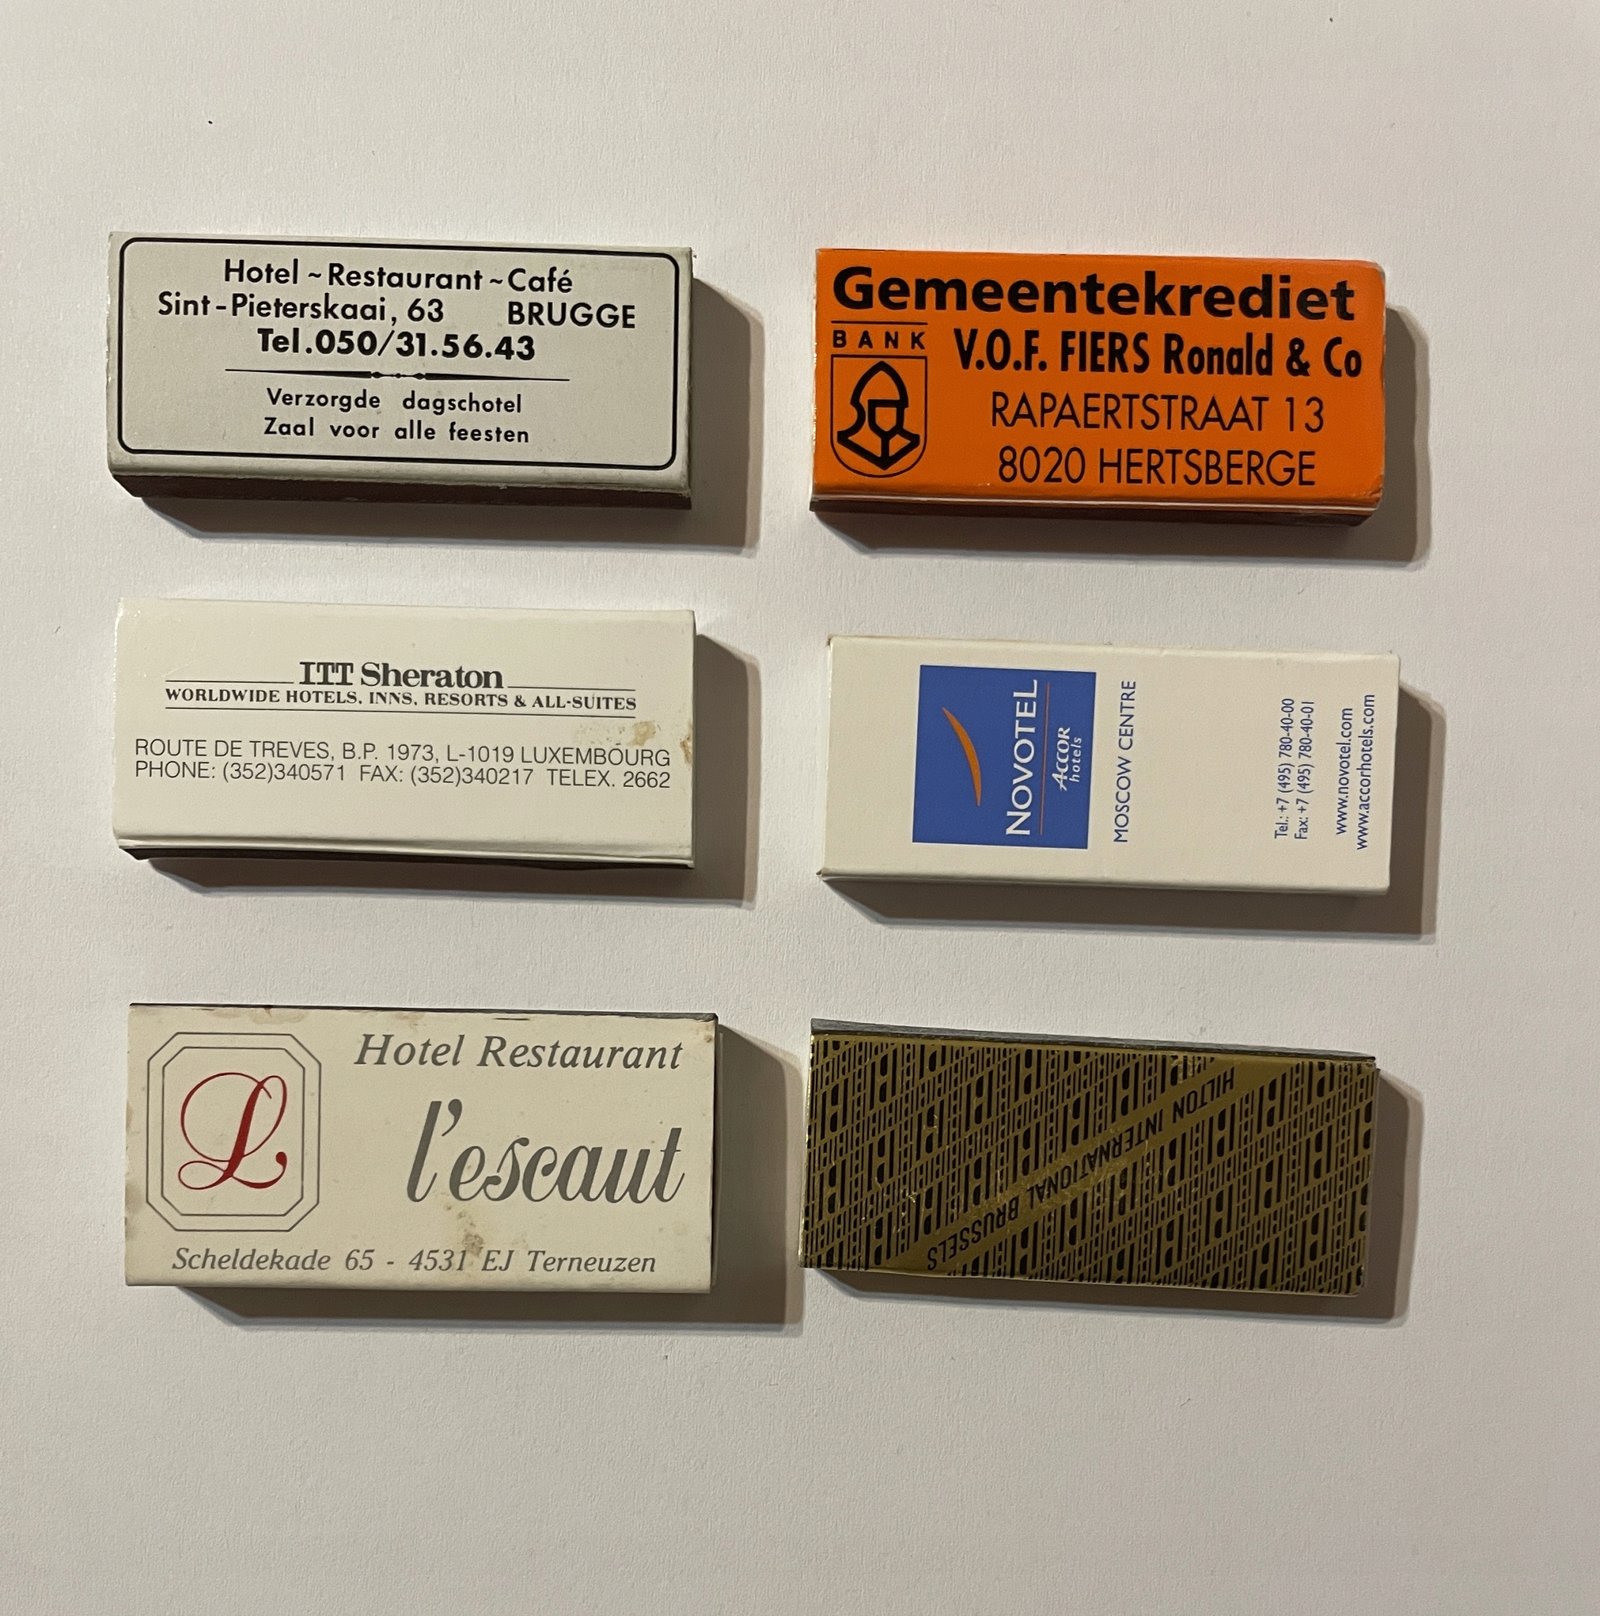 Hotel ~ Restaurant ~ Café
Sint-Pieterskaai, 63 BRUGGE
Tel. 050/31.56.43
Verzorgde dagschotel
Zaal voor alle feesten
Gemeentekrediet
BANK
V.O.F. FIERS Ronald & Co
RAPAERTSTRAAT 13
8020 HERTSBERGE
ITT Sheraton
WORLDWIDE HOTELS, INNS, RESORTS & ALL-SUITES
ROUTE DE TREVES, B.P. 1973, L-1019 LUXEMBOURG
PHONE: (352)340571 FAX: (352)340217 TELEX. 2662
NOVOTEL
ACCOR
hotels
MOSCOW CENTRE
Tel.: +7 (495) 780-40-00
Fax: +7 (495) 780-40-01
www.novotel.com
www.accorhotels.com
L
Hotel Restaurant
l'escaut
Scheldekade 65 - 4531 EJ Terneuzen
HILTON INTERNATIONAL BRUSSELS